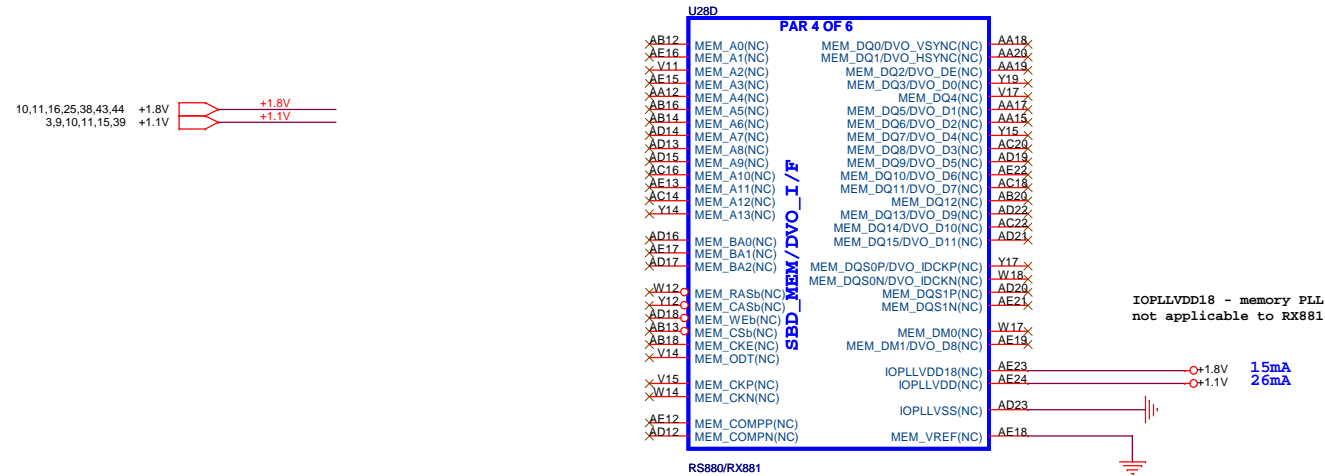 U28D
PAR 4 OF 6
10,11,16,25,38,43,44 +1.8V +1.8V
3,9,10,11,15,39 +1.1V +1.1V
AB12 MEM_A0(NC)
AE16 MEM_A1(NC)
V11 MEM_A2(NC)
AE15 MEM_A3(NC)
AA12 MEM_A4(NC)
AB16 MEM_A5(NC)
AB14 MEM_A6(NC)
AD14 MEM_A7(NC)
AD13 MEM_A8(NC)
AD15 MEM_A9(NC)
AC16 MEM_A10(NC)
AE13 MEM_A11(NC)
AC14 MEM_A12(NC)
Y14 MEM_A13(NC)
AD16 MEM_BA0(NC)
AE17 MEM_BA1(NC)
AD17 MEM_BA2(NC)
W12 MEM_RASb(NC)
Y12 MEM_CASb(NC)
AD18 MEM_WEb(NC)
AB13 MEM_CSb(NC)
AB18 MEM_CKE(NC)
V14 MEM_ODT(NC)
V15 MEM_CKP(NC)
W14 MEM_CKN(NC)
AE12 MEM_COMPP(NC)
AD12 MEM_COMPN(NC)
SBD_MEM/DVO_I/F
MEM_DQ0/DVO_VSYNC(NC) AA18
MEM_DQ1/DVO_HSYNC(NC) AA20
MEM_DQ2/DVO_DE(NC) AA19
MEM_DQ3/DVO_D0(NC) Y19
MEM_DQ4(NC) V17
MEM_DQ5/DVO_D1(NC) AA17
MEM_DQ6/DVO_D2(NC) AA15
MEM_DQ7/DVO_D4(NC) Y15
MEM_DQ8/DVO_D3(NC) AC20
MEM_DQ9/DVO_D5(NC) AD19
MEM_DQ10/DVO_D6(NC) AE22
MEM_DQ11/DVO_D7(NC) AC18
MEM_DQ12(NC) AB20
MEM_DQ13/DVO_D9(NC) AD22
MEM_DQ14/DVO_D10(NC) AC22
MEM_DQ15/DVO_D11(NC) AD21
MEM_DQS0P/DVO_IDCKP(NC) Y17
MEM_DQS0N/DVO_IDCKN(NC) W18
MEM_DQS1P(NC) AD20
MEM_DQS1N(NC) AE21
MEM_DM0(NC) W17
MEM_DM1/DVO_D8(NC) AE19
IOPLLVDD18(NC) AE23
IOPLLVDD(NC) AE24
IOPLLVSS(NC) AD23
MEM_VREF(NC) AE18
IOPLLVDD18 - memory PLL
not applicable to RX881
+1.8V 15mA
+1.1V 26mA
RS880/RX881